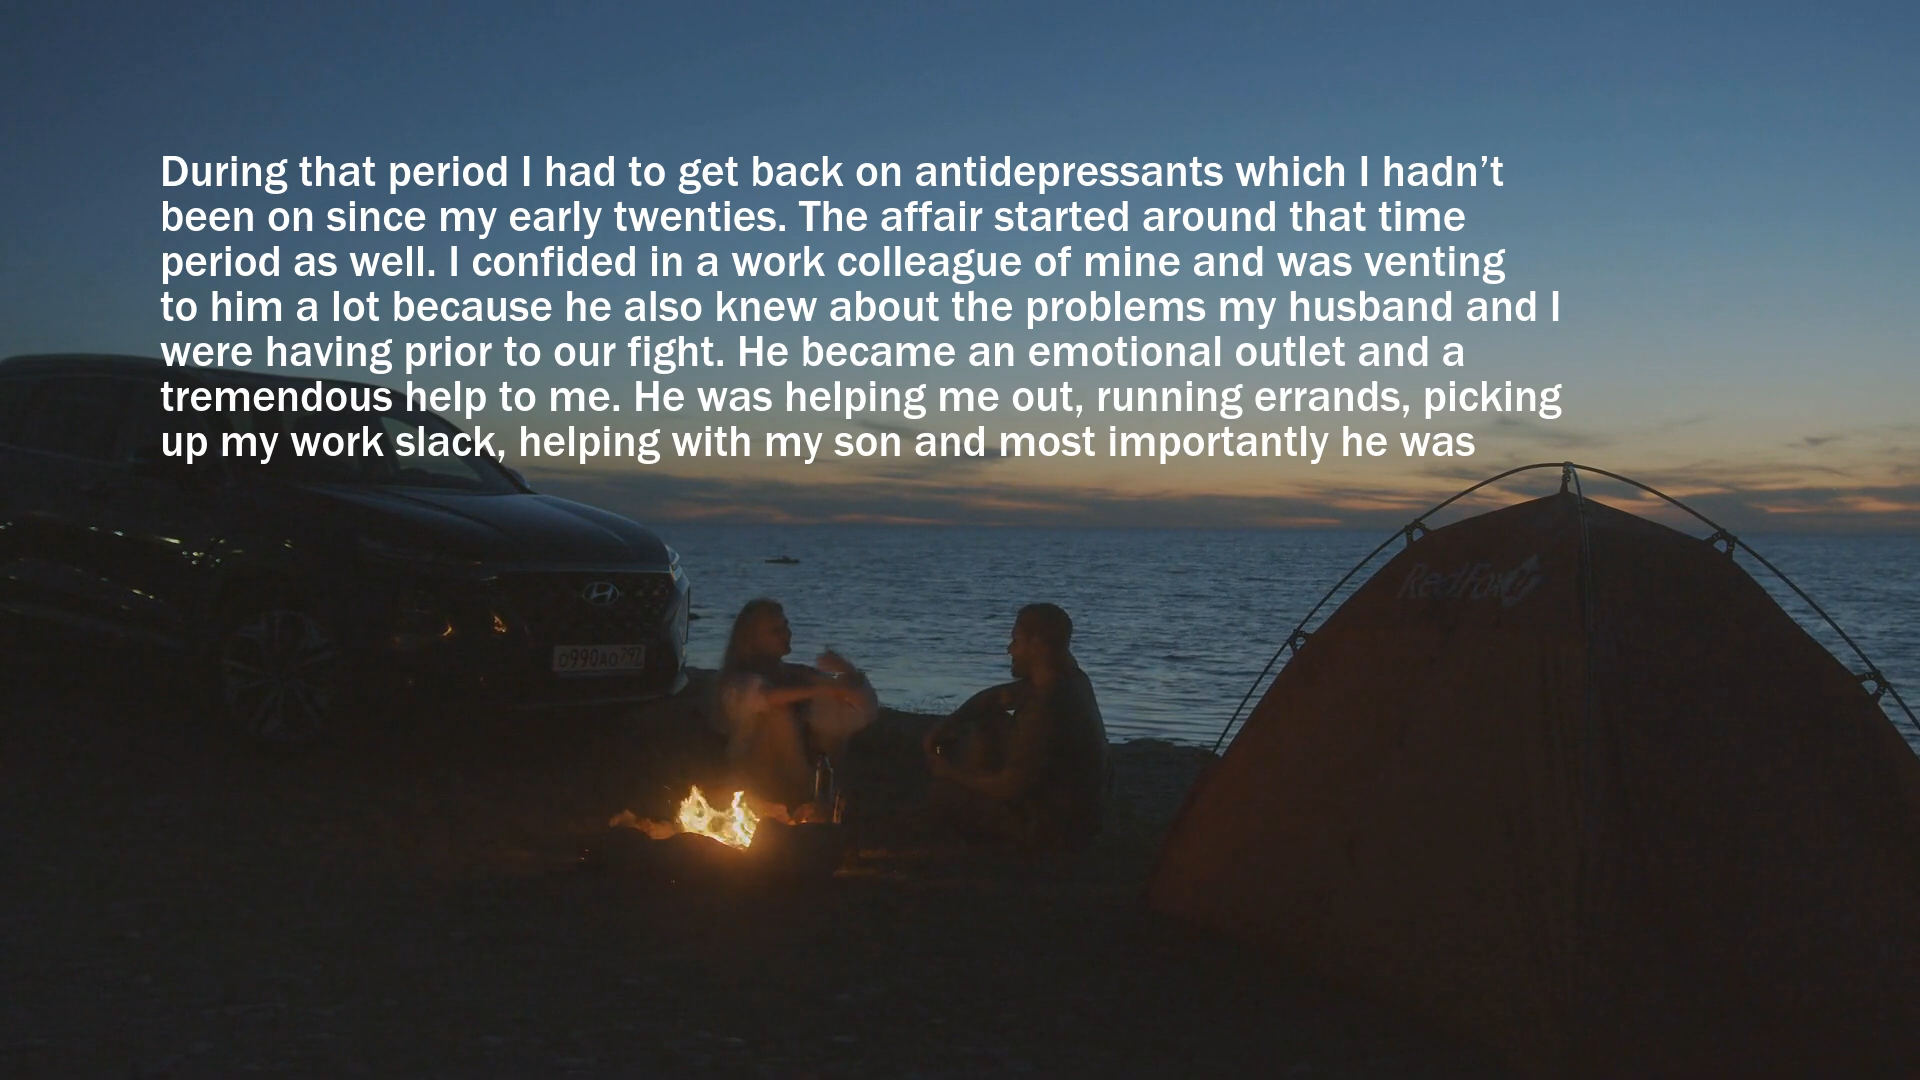 During that period I had to get back on antidepressants which I hadn’t
been on since my early twenties. The affair started around that time
period as well. I confided in a work colleague of mine and was venting
to him a lot because he also knew about the problems my husband and I
were having prior to our fight. He became an emotional outlet and a
tremendous help to me. He was helping me out, running errands, picking
up my work slack, helping with my son and most importantly he was
RedFox
О990АО 797